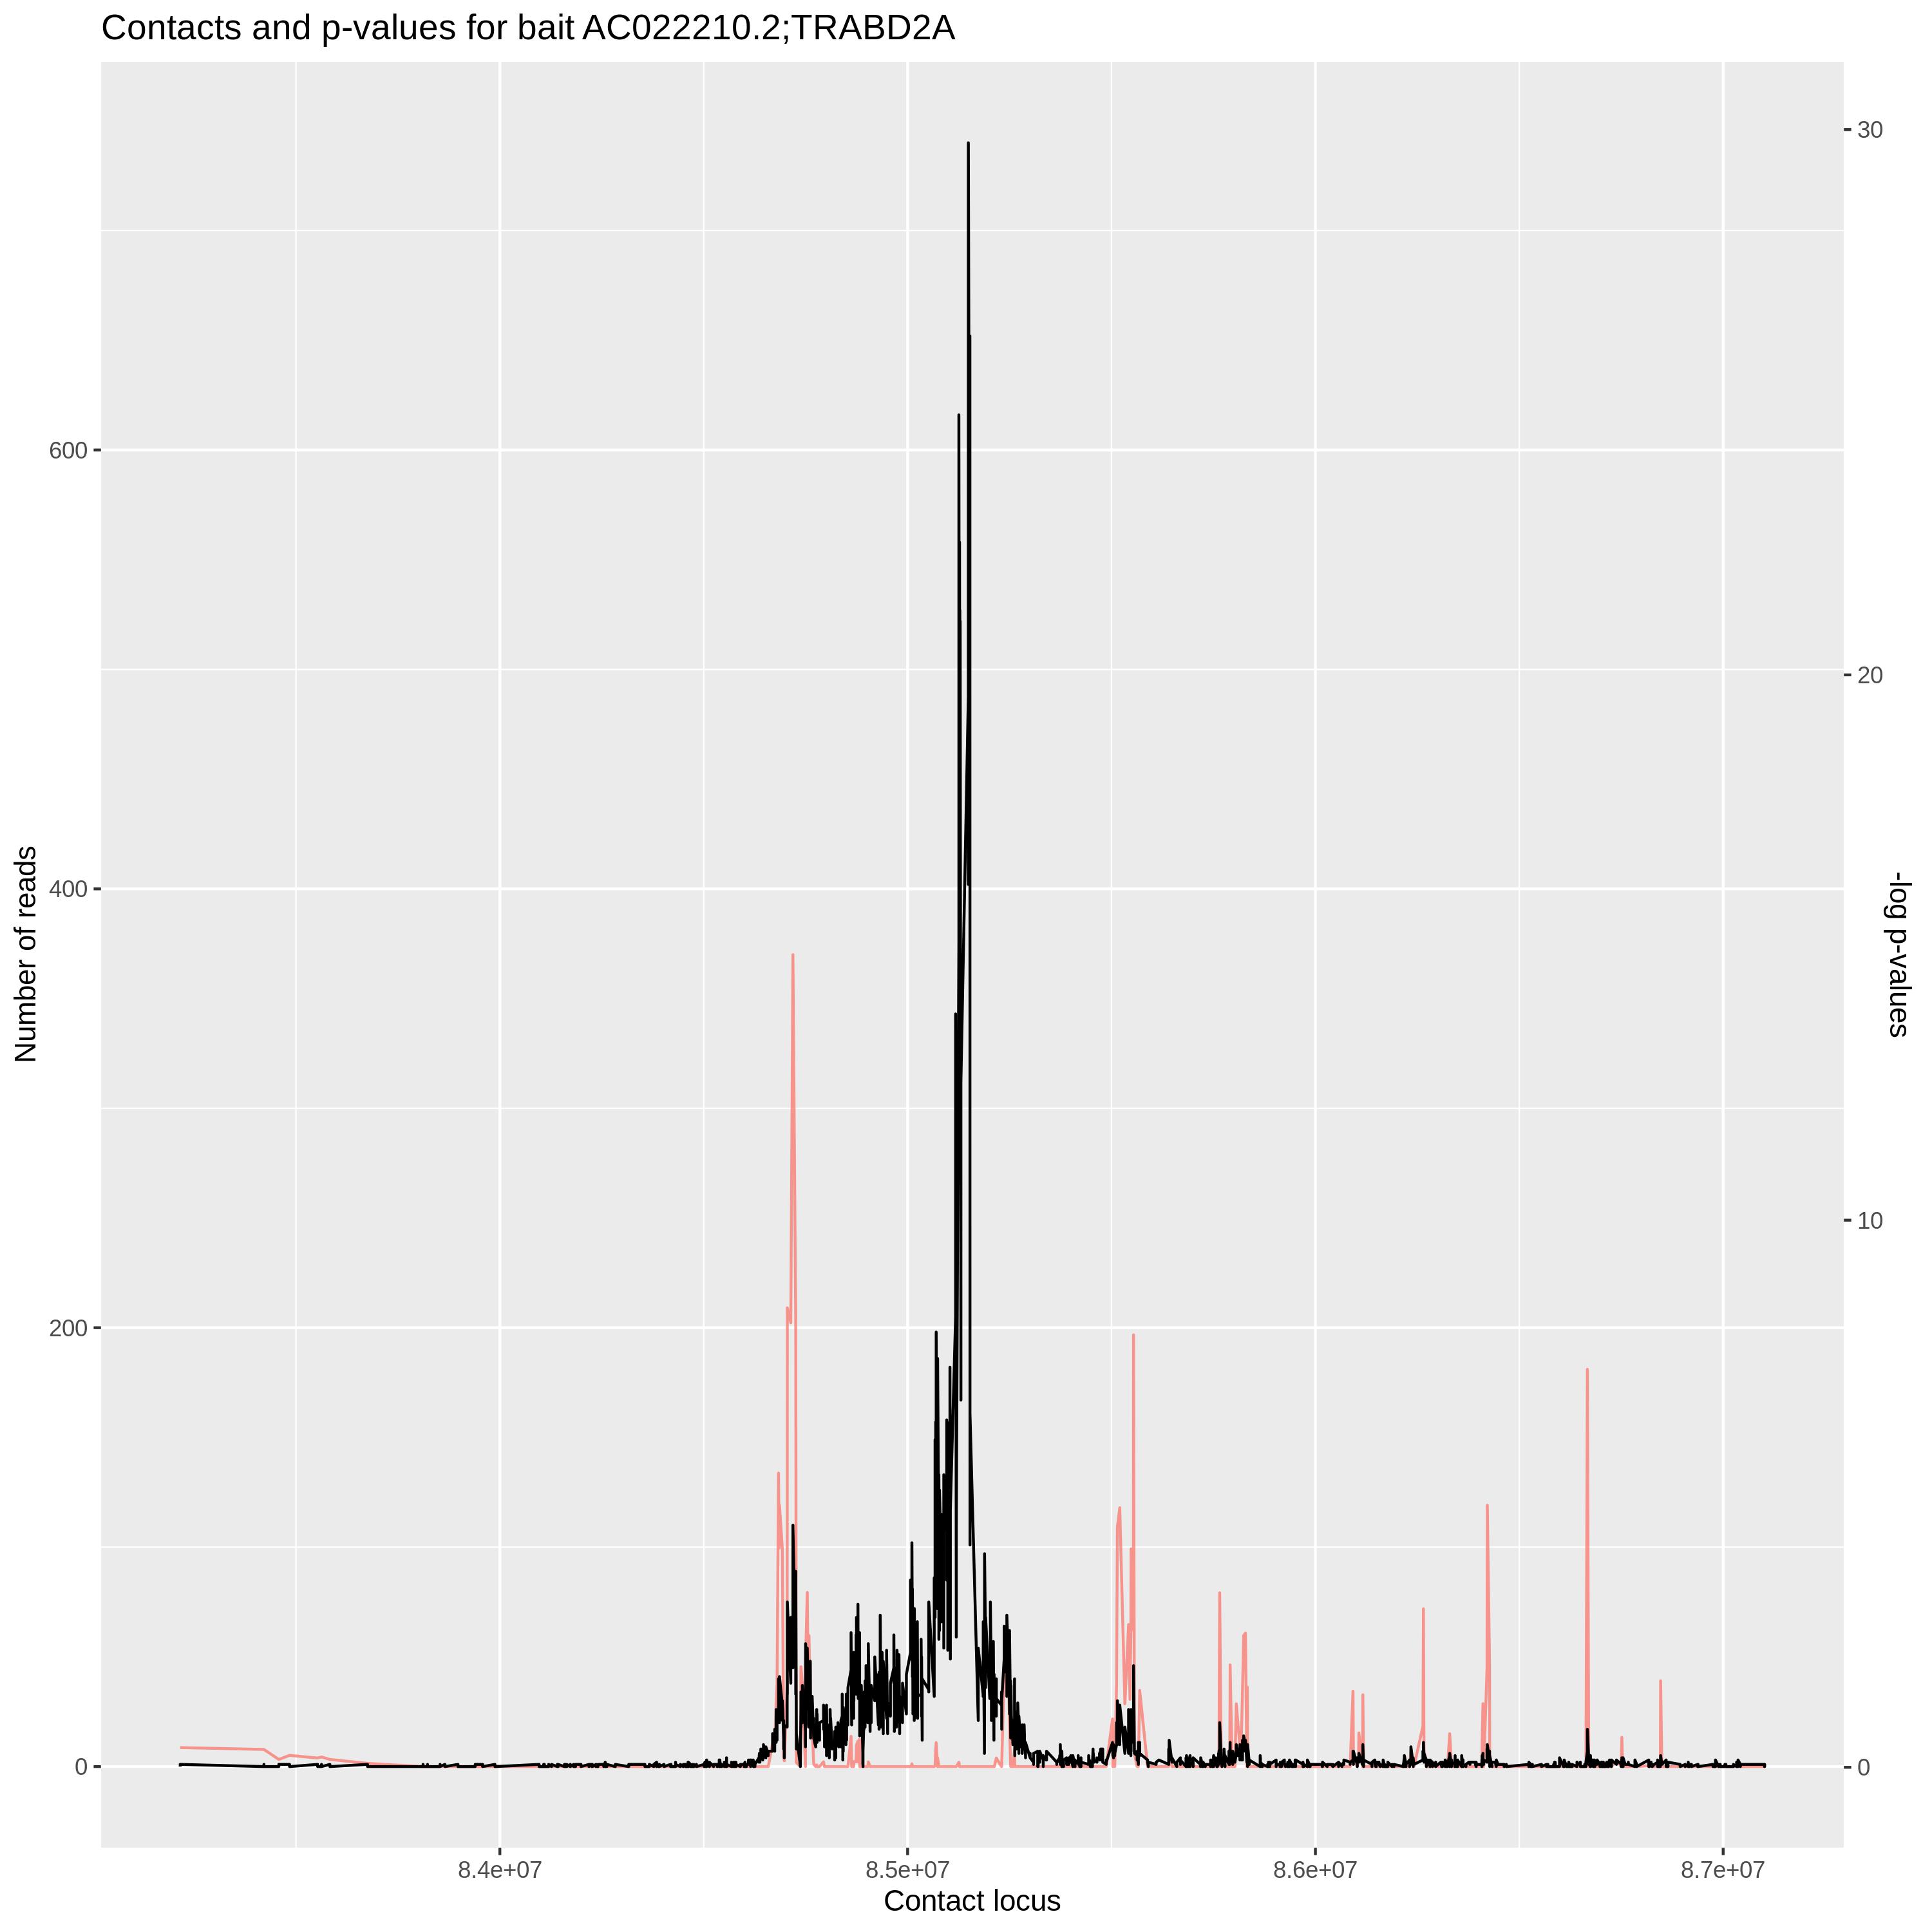 Contacts and p-values for bait AC022210.2;TRABD2A
Number of reads
600
400
200
0
30
20
10
0
-log p-values
8.4e+07
8.5e+07
8.6e+07
8.7e+07
Contact locus